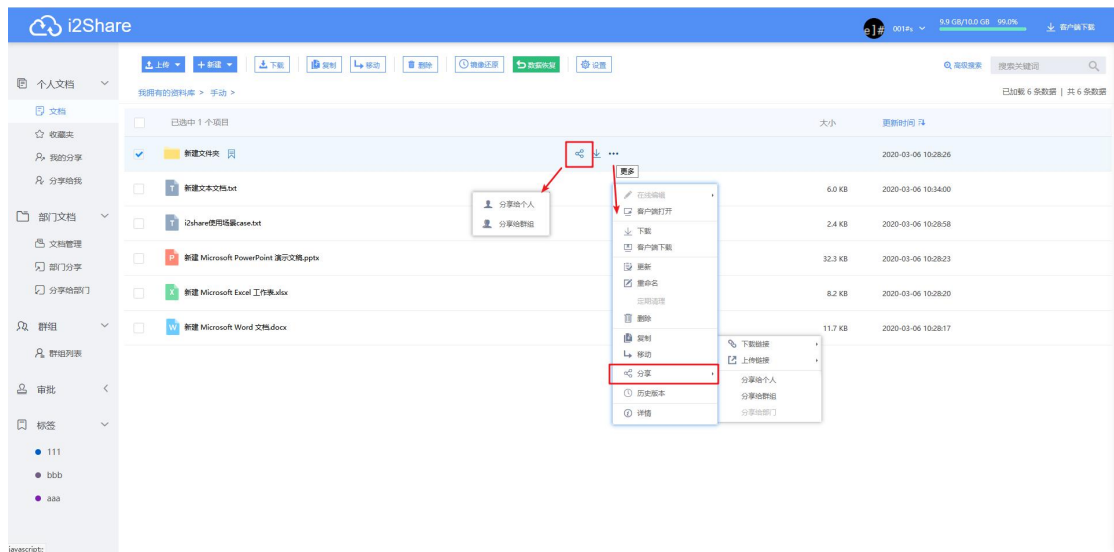 i2Share
e]# 001#s 9.9 GB/10.0 GB 99.0% 客户端下载
上传 +新建 下载 复制 移动 删除 镜像还原 数据恢复 设置 高级搜索 搜索关键词
我拥有的资料库 > 手动 > 已加载 6 条数据 | 共 6 条数据
个人文档
文档
收藏夹
我的分享
分享给我
部门文档
文档管理
部门分享
分享给部门
群组
群组列表
审批
标签
111
bbb
aaa
已选中 1 个项目 大小 更新时间
新建文件夹 2020-03-06 10:28:26
更多
新建文本文档.txt 6.0 KB 2020-03-06 10:34:00
i2share使用场景case.txt 2.4 KB 2020-03-06 10:28:58
新建 Microsoft PowerPoint 演示文稿.pptx 32.3 KB 2020-03-06 10:28:23
新建 Microsoft Excel 工作表.xlsx 8.2 KB 2020-03-06 10:28:20
新建 Microsoft Word 文档.docx 11.7 KB 2020-03-06 10:28:17
分享给个人
分享给群组
在线编辑
客户端打开
下载
客户端下载
更新
重命名
定期清理
删除
复制
移动
分享
历史版本
详情
下载链接
上传链接
分享给个人
分享给群组
分享给部门
javascript:;